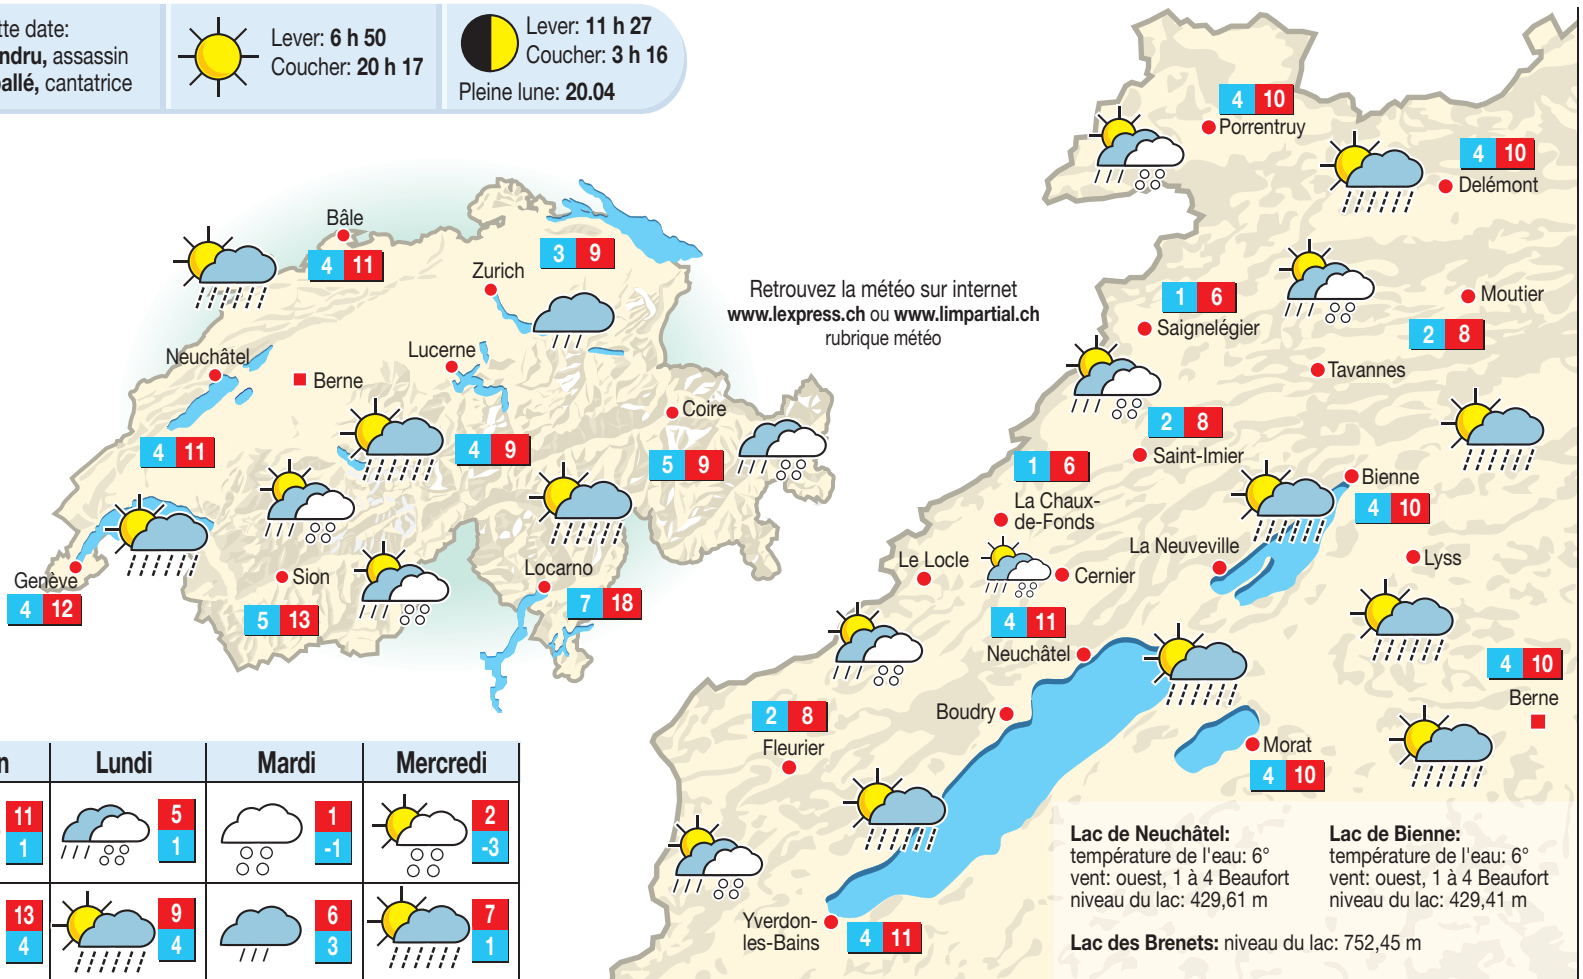 date:
assassin
cantatrice
Lever: 6 h 50
Coucher: 20 h 17
Lever: 11 h 27
Coucher: 3 h 16
Pleine lune: 20.04
Bâle
4 11
Zurich
3 9
Neuchâtel
Berne
Lucerne
Coire
4 11
4 9
5 9
Genève
4 12
Sion
5 13
Locarno
7 18
Retrouvez la météo sur internet
www.lexpress.ch ou www.limpartial.ch
rubrique météo
4 10
Porrentruy
4 10
Delémont
1 6
Saignelégier
Moutier
2 8
Tavannes
2 8
Saint-Imier
1 6
La Chaux-
de-Fonds
Bienne
4 10
La Neuveville
Lyss
Le Locle
Cernier
4 11
Neuchâtel
4 10
Berne
2 8
Fleurier
Boudry
Morat
4 10
Yverdon-
les-Bains
4 11
Lundi
Mardi
Mercredi
11
1
5
1
1
-1
2
-3
13
4
9
4
6
3
7
1
Lac de Neuchâtel:
température de l'eau: 6°
vent: ouest, 1 à 4 Beaufort
niveau du lac: 429,61 m
Lac de Bienne:
température de l'eau: 6°
vent: ouest, 1 à 4 Beaufort
niveau du lac: 429,41 m
Lac des Brenets: niveau du lac: 752,45 m